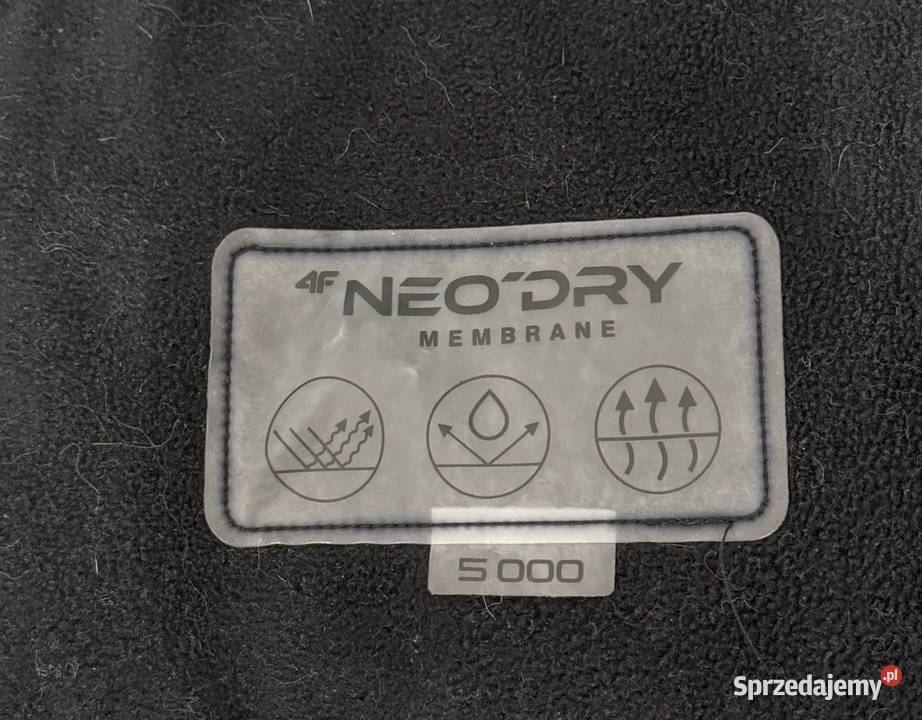 4F NEO'DRY
MEMBRANE
5 000
Sprzedajemy.pl